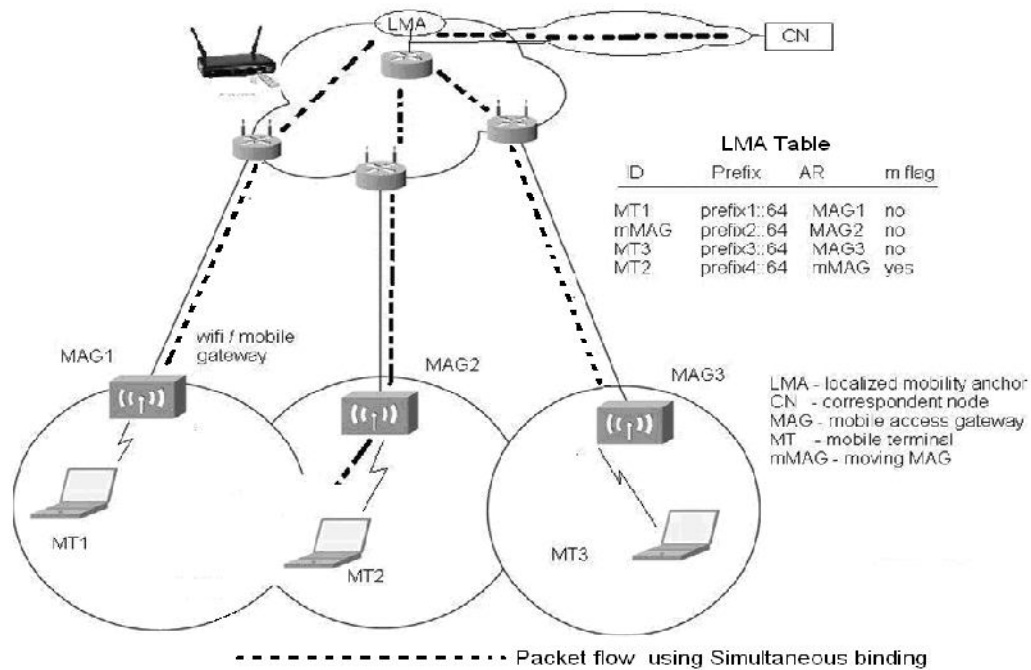 LMA
CN
LMA Table
ID Prefix AR m flag
MT1 prefix1::64 MAG1 no
mMAG prefix2::64 MAG2 no
MT3 prefix3::64 MAG3 no
MT2 prefix4::64 mMAG yes
wifi / mobile
gateway
MAG1
MAG2
MAG3
LMA - localized mobility anchor
CN - correspondent node
MAG - mobile access gateway
MT - mobile terminal
mMAG - moving MAG
MT1
MT2
MT3
Packet flow using Simultaneous binding